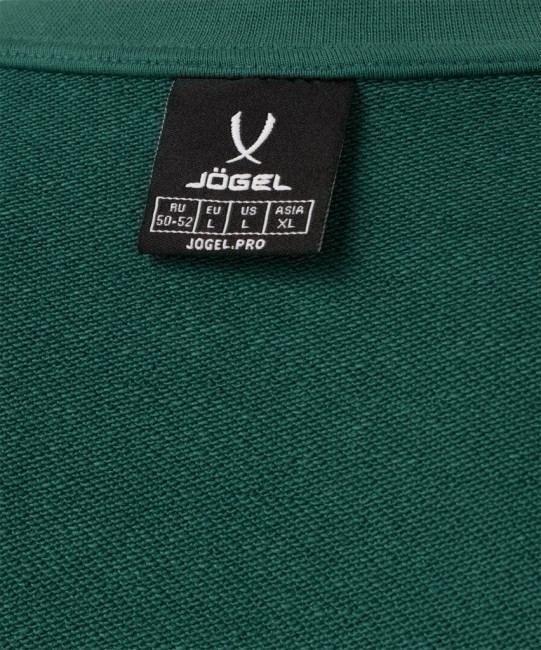 JÖGEL
RU EU US ASIA
50-52 L L XL
JOGEL.PRO